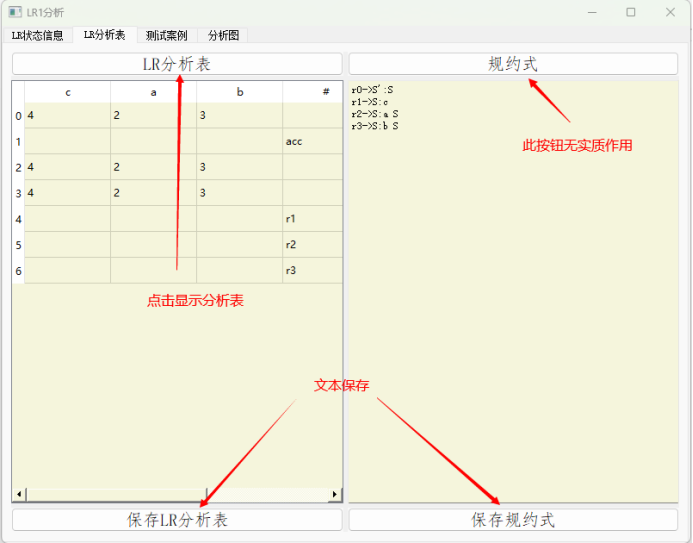 LR1分析
LR状态信息 LR分析表 测试案例 分析图
LR分析表 规约式
c a b #
0 4 2 3
1 acc
2 4 2 3
3 4 2 3
4 r1
5 r2
6 r3
r0->S':S
r1->S:c
r2->S:a S
r3->S:b S
此按钮无实质作用
点击显示分析表
文本保存
保存LR分析表 保存规约式